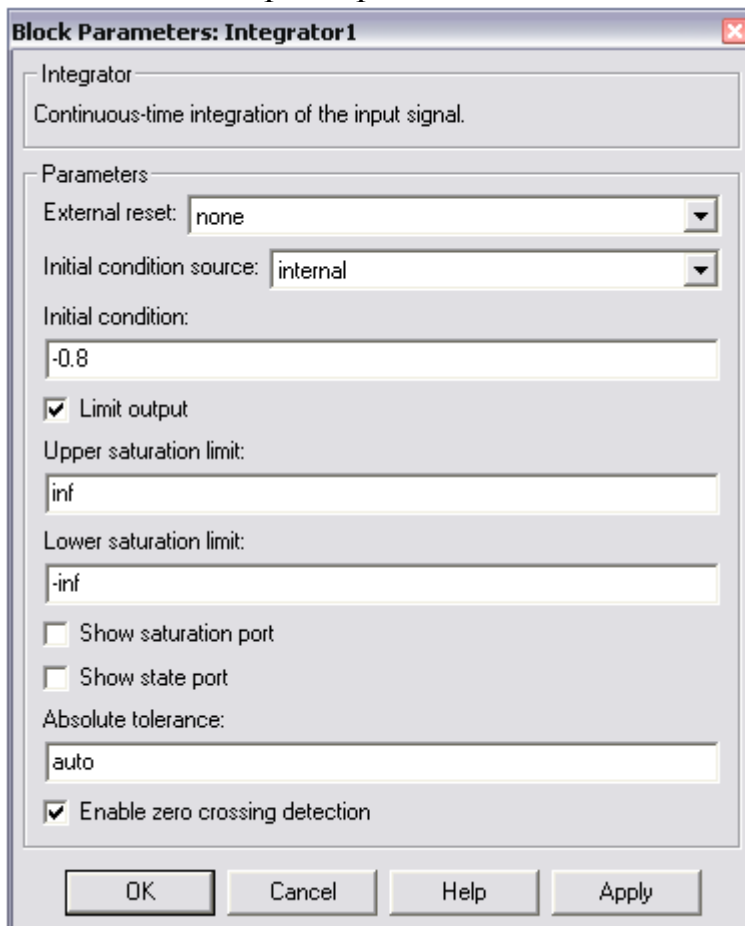 Block Parameters: Integrator1
Integrator
Continuous-time integration of the input signal.
Parameters
External reset: none
Initial condition source: internal
Initial condition:
-0.8
Limit output
Upper saturation limit:
inf
Lower saturation limit:
-inf
Show saturation port
Show state port
Absolute tolerance:
auto
Enable zero crossing detection
OK Cancel Help Apply